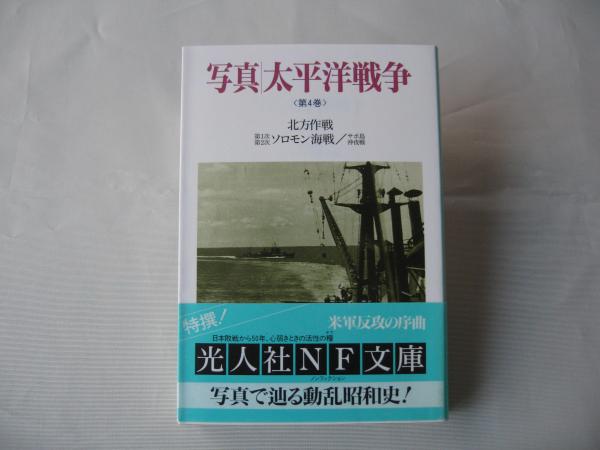 写真|太平洋戦争
〈第4巻〉
北方作戦
第1次 第2次 ソロモン海戦／サボ島 沖夜戦
特撰!
米軍反攻の序曲
日本敗戦から50年、心弱きときの活性の糧
光人社NF文庫
ノンフィクション
写真で辿る動乱昭和史!